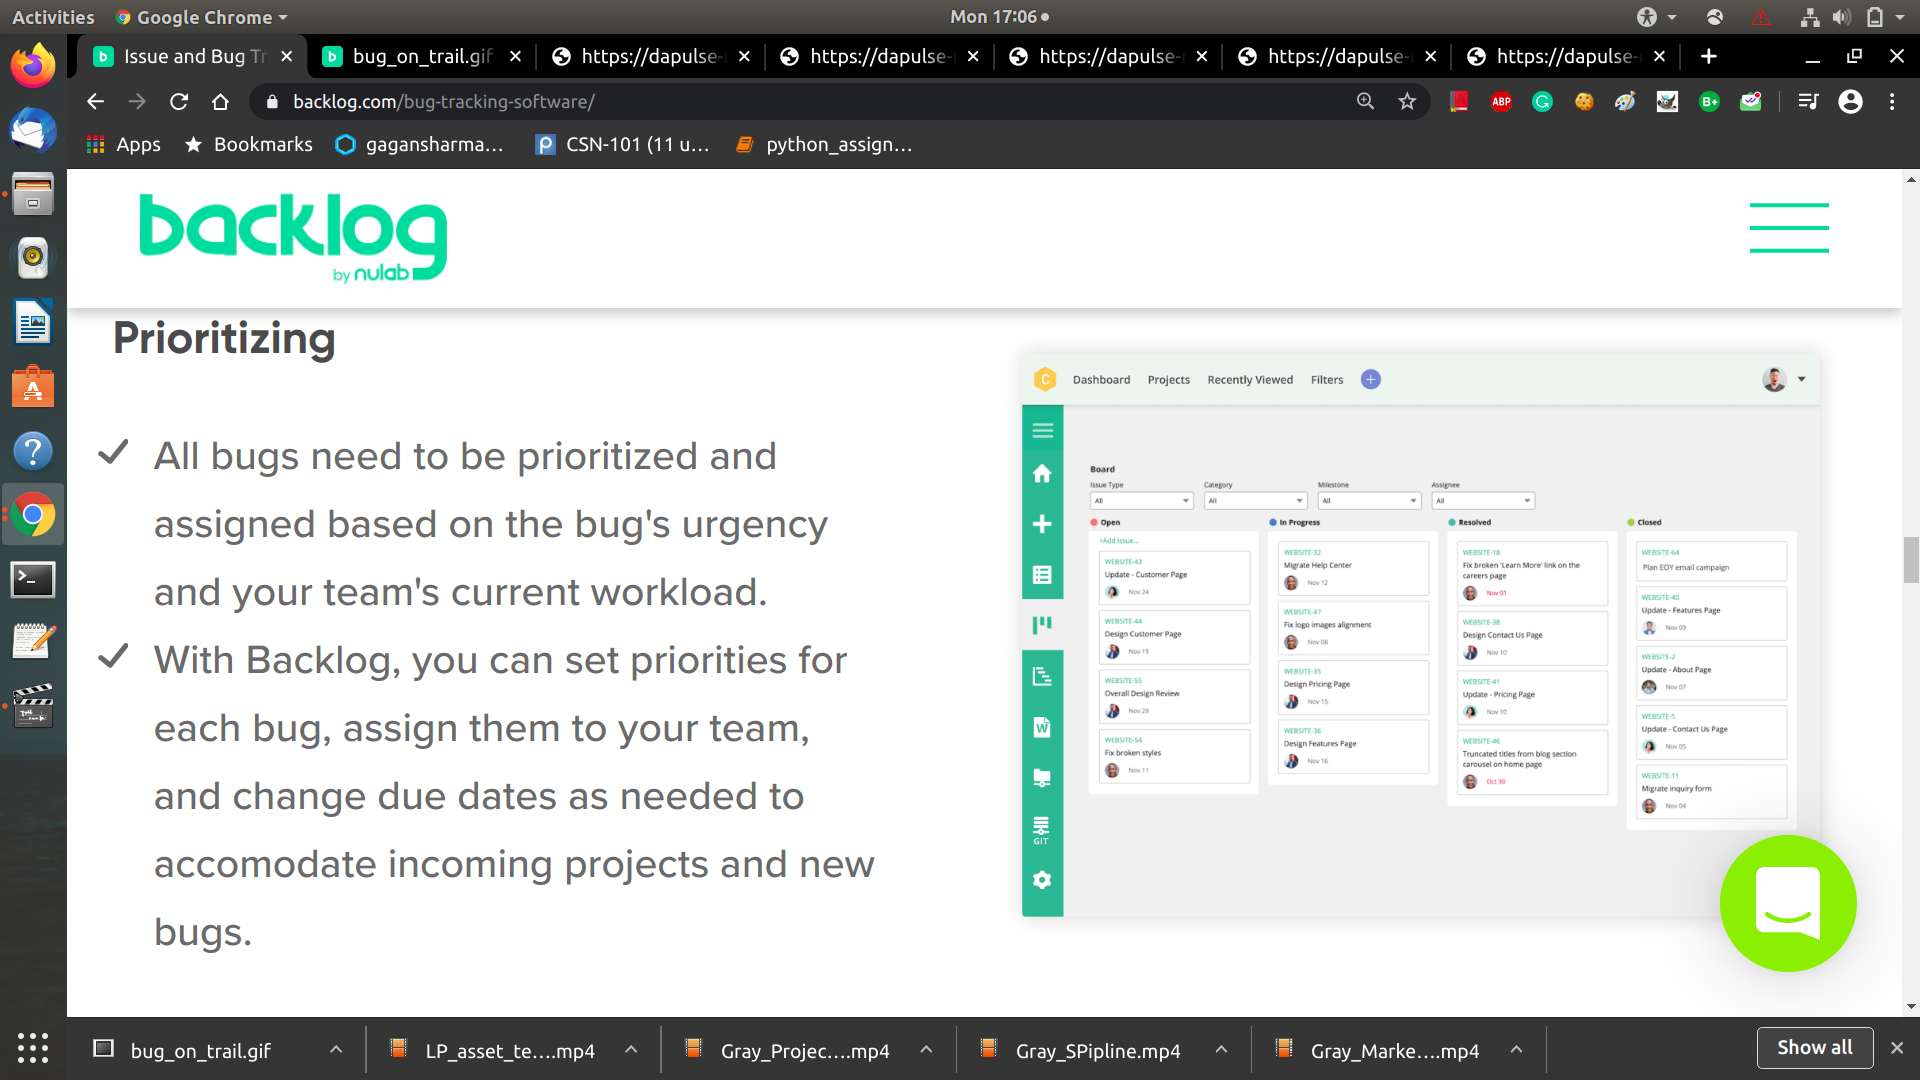 Activities
Google Chrome
Mon 17:06
Issue and Bug Tr
bug_on_trail.gif
https://dapulse-
https://dapulse-
https://dapulse-
https://dapulse-
https://dapulse-
backlog.com/bug-tracking-software/
ABP
B+
Apps
Bookmarks
gagansharma...
CSN-101 (11 u...
python_assign...
backlog
by nulab
Prioritizing
All bugs need to be prioritized and
assigned based on the bug's urgency
and your team's current workload.
With Backlog, you can set priorities for
each bug, assign them to your team,
and change due dates as needed to
accomodate incoming projects and new
bugs.
C
Dashboard
Projects
Recently Viewed
Filters
Board
Issue Type
Category
Milestone
Assignee
All
All
All
All
Open
+Add Issue...
WEBSITE-43
Update - Customer Page
Nov 24
WEBSITE-44
Design Customer Page
Nov 19
WEBSITE-55
Overall Design Review
Nov 29
WEBSITE-54
Fix broken styles
Nov 11
In Progress
WEBSITE-32
Migrate Help Center
Nov 12
WEBSITE-47
Fix logo images alignment
Nov 08
WEBSITE-35
Design Pricing Page
Nov 15
WEBSITE-36
Design Features Page
Nov 16
Resolved
WEBSITE-18
Fix broken 'Learn More' link on the
careers page
Nov 01
WEBSITE-38
Design Contact Us Page
Nov 10
WEBSITE-41
Update - Pricing Page
Nov 10
WEBSITE-46
Truncated titles from blog section
carousel on home page
Oct 30
Closed
WEBSITE-64
Plan EOY email campaign
WEBSITE-40
Update - Features Page
Nov 09
WEBSITE-2
Update - About Page
Nov 07
WEBSITE-5
Update - Contact Us Page
Nov 05
WEBSITE-11
Migrate inquiry form
Nov 04
W
GIT
bug_on_trail.gif
LP_asset_te....mp4
Gray_Projec....mp4
Gray_SPipline.mp4
Gray_Marke....mp4
Show all